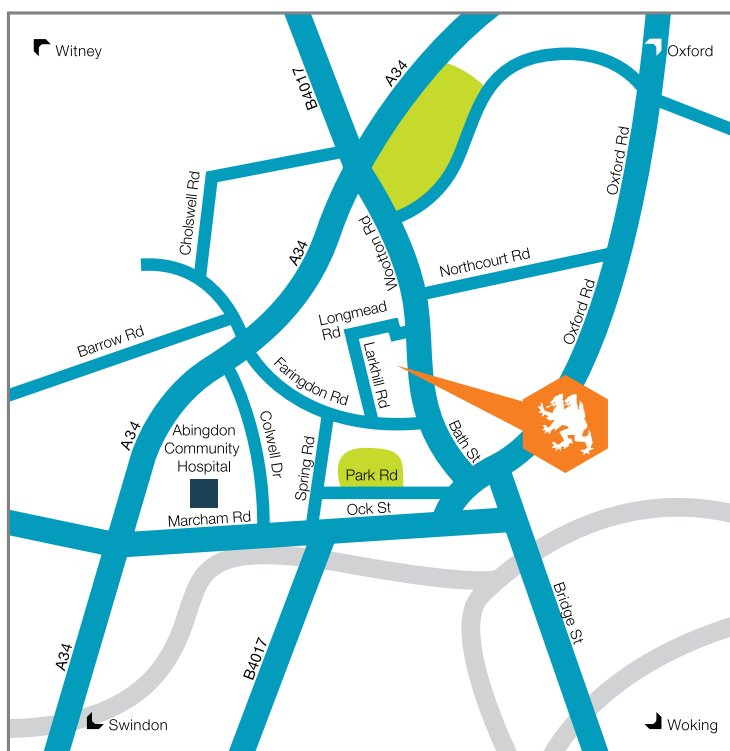 Witney
Oxford
B4017
A34
Oxford Rd
Cholswell Rd
Wootton Rd
A34
Northcourt Rd
Oxford Rd
Longmead
Rd
Barrow Rd
Larkhill Rd
Faringdon Rd
A34
Colwell Dr
Abingdon
Community
Hospital
Spring Rd
Bath St
Park Rd
Ock St
Marcham Rd
Bridge St
A34
B4017
Swindon
Woking